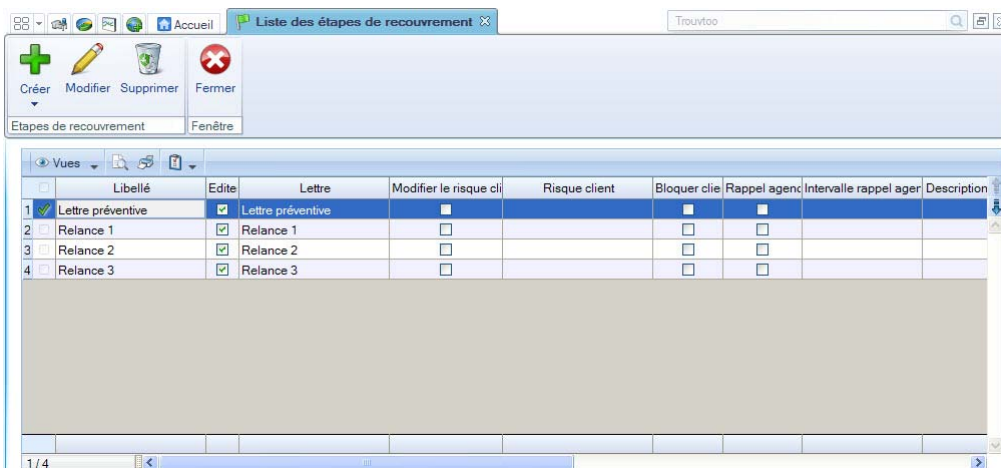 Accueil Liste des étapes de recouvrement Trouvtoo
Créer Modifier Supprimer Fermer
Etapes de recouvrement Fenêtre
Vues
Libellé Edite Lettre Modifier le risque cli Risque client Bloquer clie Rappel agenc Intervalle rappel ager Description
1 Lettre préventive Lettre préventive
2 Relance 1 Relance 1
3 Relance 2 Relance 2
4 Relance 3 Relance 3
1 / 4